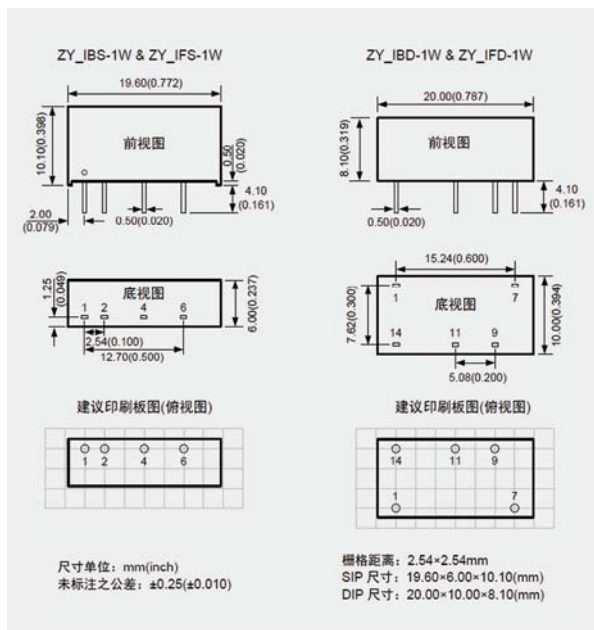 ZY_IBS-1W & ZY_IFS-1W
19.60(0.772)
10.10(0.398)
前视图
0.50
(0.020)
4.10
(0.161)
2.00
(0.079)
0.50(0.020)
1.25
(0.049)
底视图
1 2 4 6
6.00(0.237)
2.54(0.100)
12.70(0.500)
建议印刷板图(俯视图)
1 2 4 6
尺寸单位：mm(inch)
未标注之公差：±0.25(±0.010)
ZY_IBD-1W & ZY_IFD-1W
20.00(0.787)
8.10(0.319)
前视图
4.10
(0.161)
0.50(0.020)
15.24(0.600)
7.62(0.300)
1 7
底视图
14 11 9
10.00(0.394)
5.08(0.200)
建议印刷板图(俯视图)
14 11 9
1 7
栅格距离：2.54×2.54mm
SIP 尺寸：19.60×6.00×10.10(mm)
DIP 尺寸：20.00×10.00×8.10(mm)